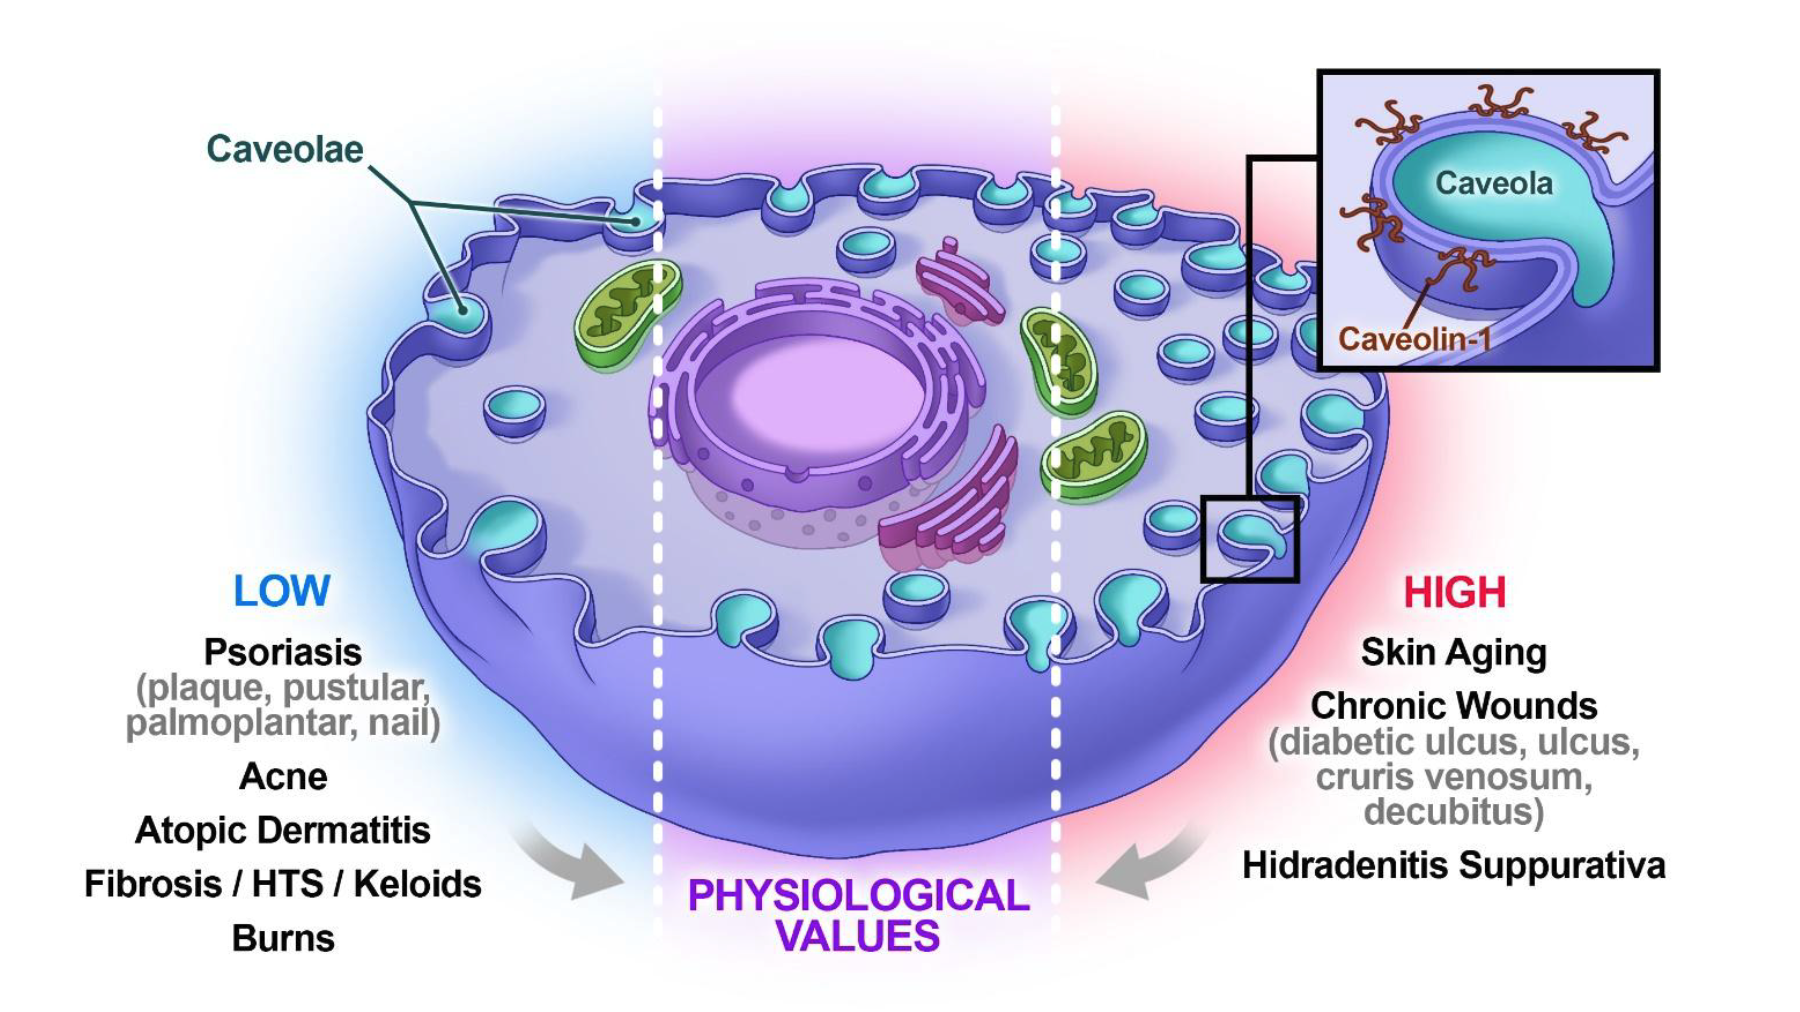 Caveolae
Caveola
Caveolin-1
LOW
Psoriasis
(plaque, pustular,
palmoplantar, nail)
Acne
Atopic Dermatitis
Fibrosis / HTS / Keloids
Burns
PHYSIOLOGICAL
VALUES
HIGH
Skin Aging
Chronic Wounds
(diabetic ulcus, ulcus,
cruris venosum,
decubitus)
Hidradenitis Suppurativa